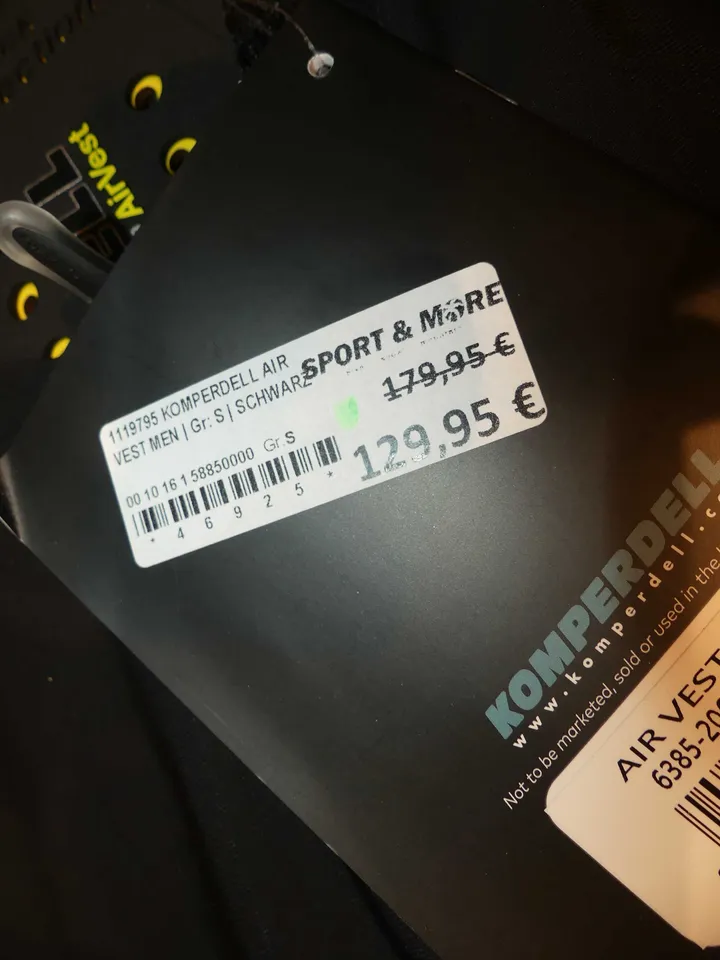 AirVest
1119795 KOMPERDELL AIR
VEST MEN | Gr: S | SCHWARZ
SPORT & MORE
179,95 €
129,95 €
00 10 16 1 58850000 Gr.S
* 4 6 9 2 5 *
KOMPERDELL
www.komperdell.c
Not to be marketed, sold or used in the
AIR VEST
6385-20